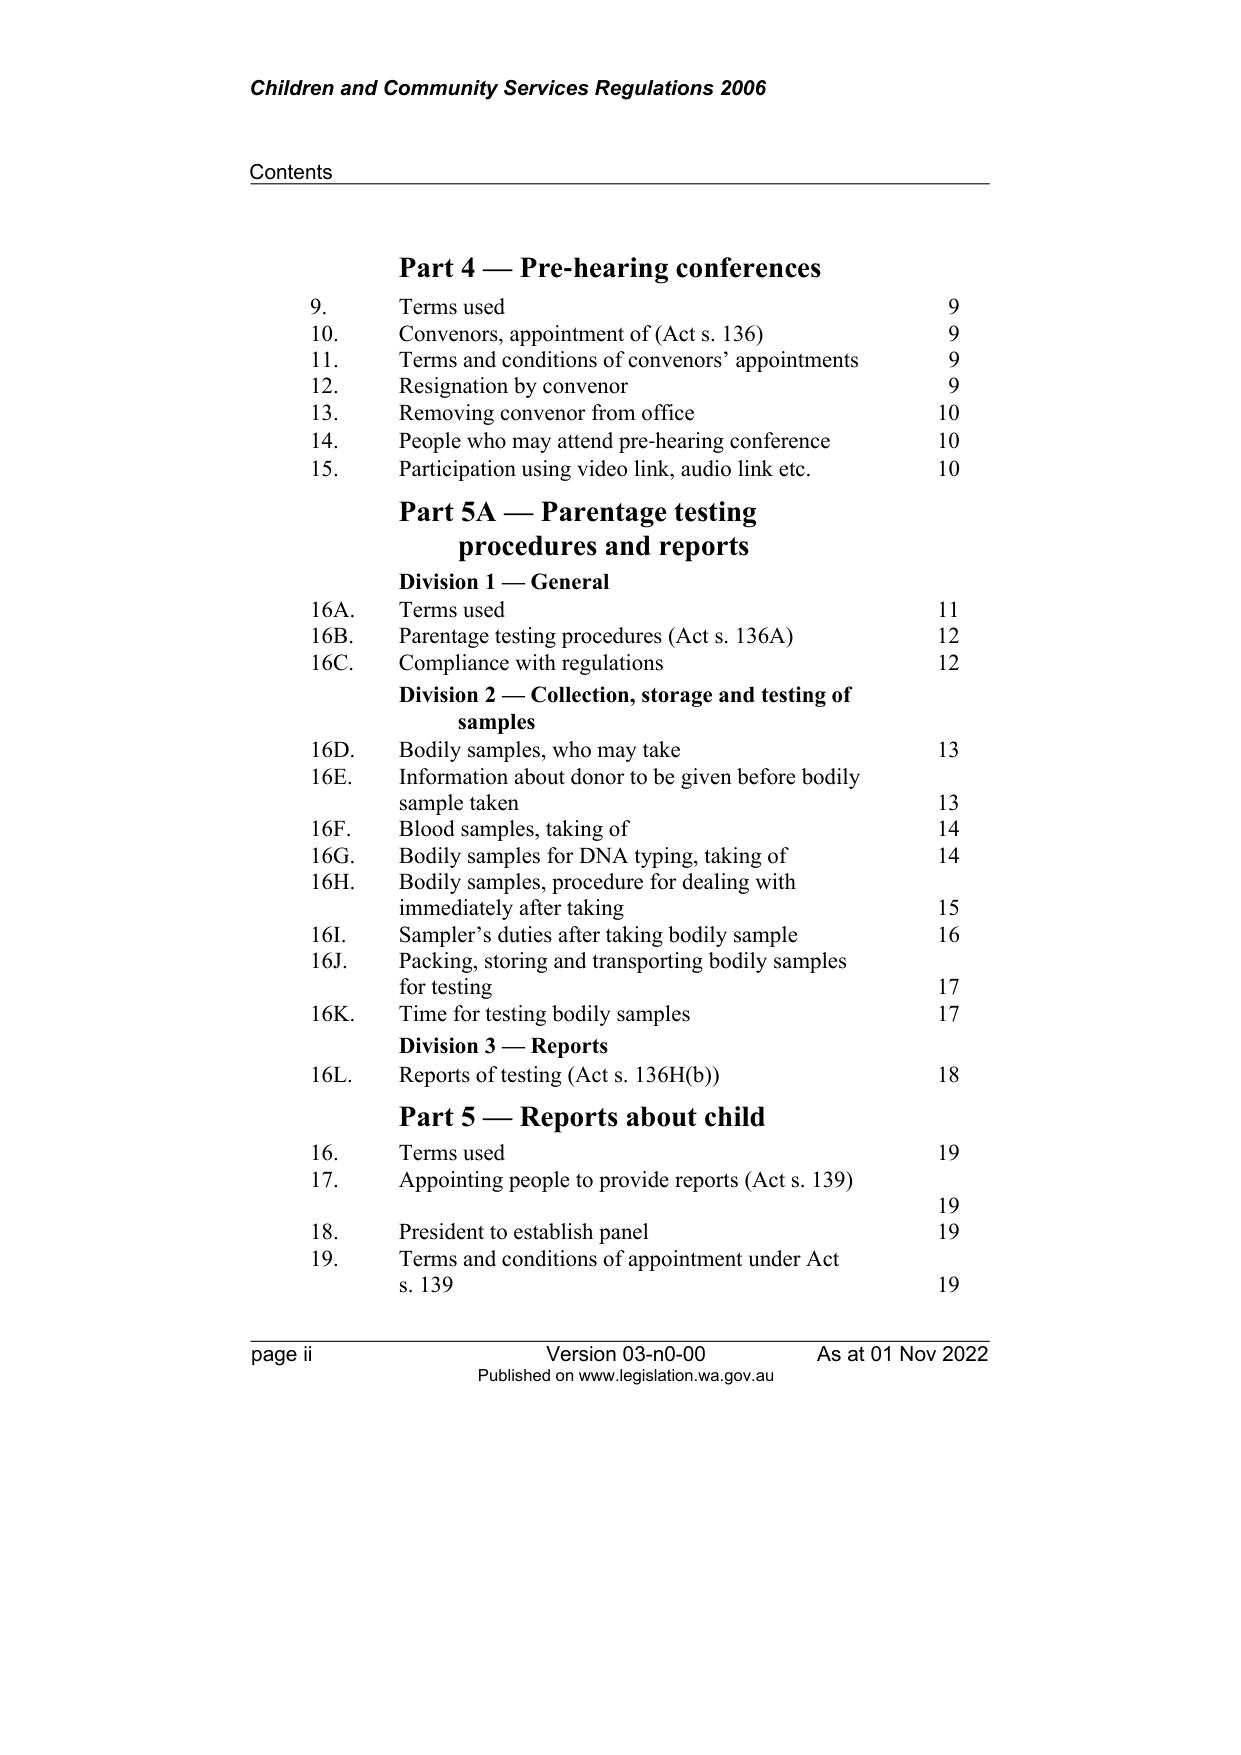 Children and Community Services Regulations 2006
Contents
Part 4 — Pre-hearing conferences
9. Terms used 9
10. Convenors, appointment of (Act s. 136) 9
11. Terms and conditions of convenors’ appointments 9
12. Resignation by convenor 9
13. Removing convenor from office 10
14. People who may attend pre-hearing conference 10
15. Participation using video link, audio link etc. 10
Part 5A — Parentage testing
procedures and reports
Division 1 — General
16A. Terms used 11
16B. Parentage testing procedures (Act s. 136A) 12
16C. Compliance with regulations 12
Division 2 — Collection, storage and testing of
samples
16D. Bodily samples, who may take 13
16E. Information about donor to be given before bodily
sample taken 13
16F. Blood samples, taking of 14
16G. Bodily samples for DNA typing, taking of 14
16H. Bodily samples, procedure for dealing with
immediately after taking 15
16I. Sampler’s duties after taking bodily sample 16
16J. Packing, storing and transporting bodily samples
for testing 17
16K. Time for testing bodily samples 17
Division 3 — Reports
16L. Reports of testing (Act s. 136H(b)) 18
Part 5 — Reports about child
16. Terms used 19
17. Appointing people to provide reports (Act s. 139)
19
18. President to establish panel 19
19. Terms and conditions of appointment under Act
s. 139 19
page ii Version 03-n0-00 As at 01 Nov 2022
Published on www.legislation.wa.gov.au